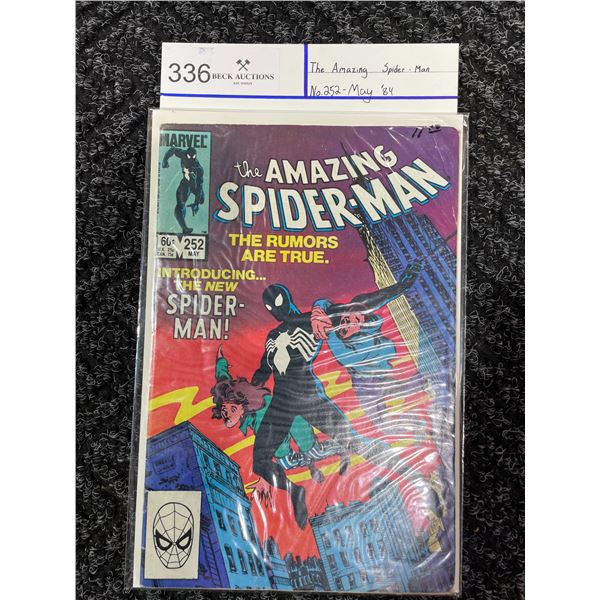 336
BECK AUCTIONS
The Amazing Spider-Man
No. 252 - May '84
MARVEL
the AMAZING
SPIDER-MAN
60¢
252
MAY
THE RUMORS
ARE TRUE.
INTRODUCING...
THE NEW
SPIDER-
MAN!